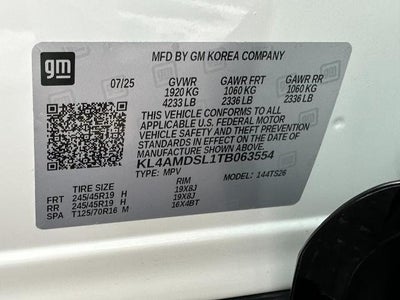 gm
MFD BY GM KOREA COMPANY
07/25 GVWR GAWR FRT GAWR RR
1920 KG 1060 KG 1060 KG
4233 LB 2336 LB 2336 LB
THIS VEHICLE CONFORMS TO ALL
APPLICABLE U.S. FEDERAL MOTOR
VEHICLE SAFETY AND THEFT PREVENTION
STANDARDS IN EFFECT ON THE DATE OF
MANUFACTURE SHOWN ABOVE.
KL4AMDSL1TB063554
TYPE: MPV 144TS26
TIRE SIZE RIM
FRT 245/45R19 H 19X8J
RR 245/45R19 H 19X8J
SPA T125/70R16 M 16X4BT